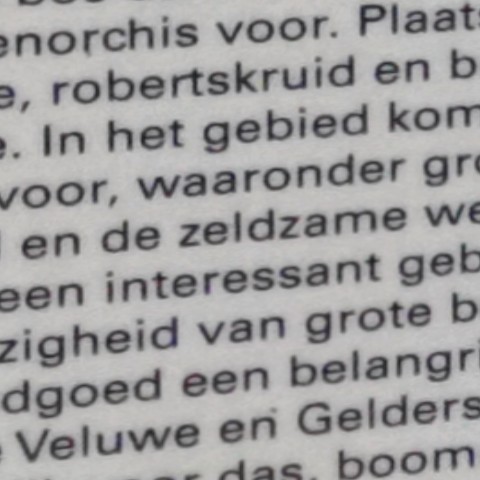 enorchis voor. Plaats
e, robertskruid en b
e. In het gebied kom
voor, waaronder gro
en de zeldzame we
een interessant geb
zigheid van grote b
dgoed een belangri
e Veluwe en Gelders
das, boom